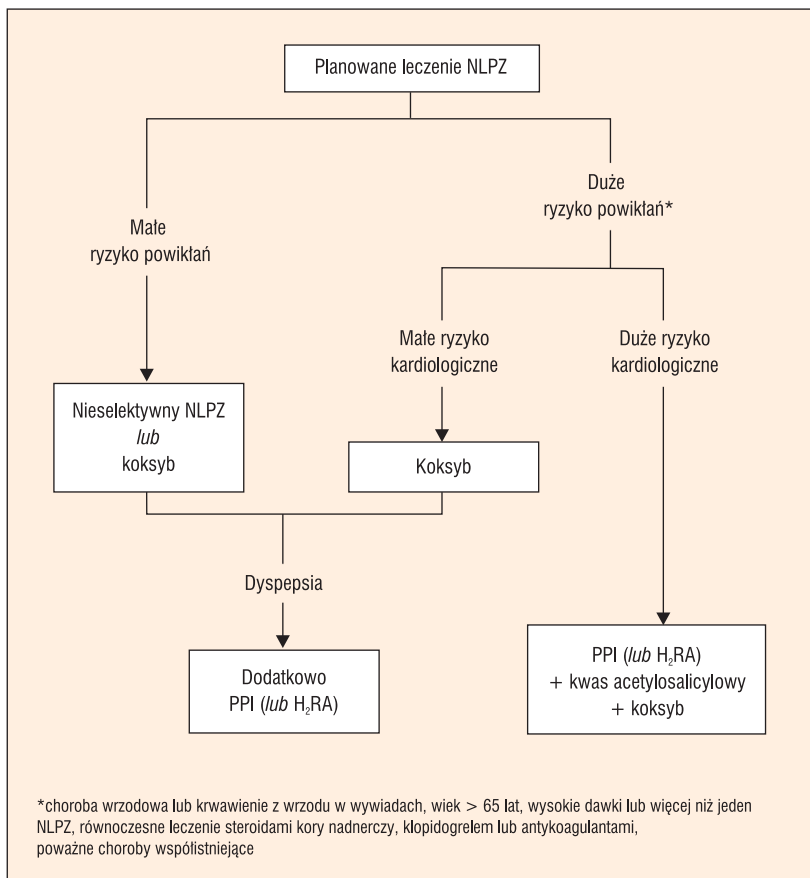 Planowane leczenie NLPZ
Małe
ryzyko powikłań
Duże
ryzyko powikłań*
Małe ryzyko
kardiologiczne
Duże ryzyko
kardiologiczne
Nieselektywny NLPZ
lub
koksyb
Koksyb
Dyspepsia
Dodatkowo
PPI (lub H₂RA)
PPI (lub H₂RA)
+ kwas acetylosalicylowy
+ koksyb
*choroba wrzodowa lub krwawienie z wrzodu w wywiadach, wiek > 65 lat, wysokie dawki lub więcej niż jeden
NLPZ, równoczesne leczenie steroidami kory nadnerczy, klopidogrelem lub antykoagulantami,
poważne choroby współistniejące